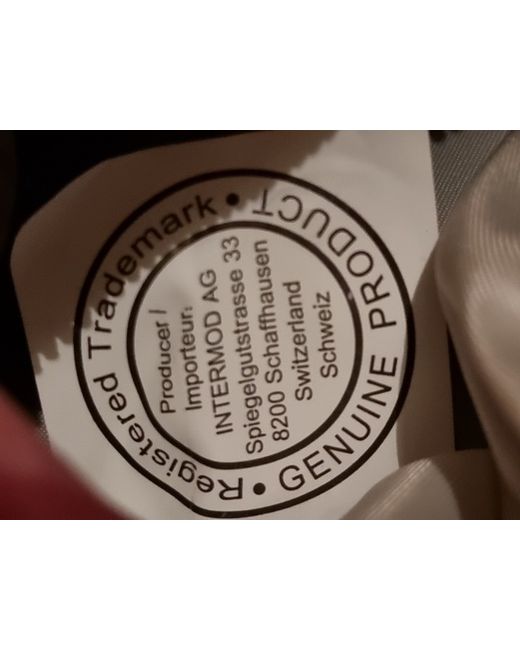 Registered Trademark •
GENUINE PRODUCT •
Producer /
Importeur:
INTERMOD AG
Spiegelgutstrasse 33
8200 Schaffhausen
Switzerland
Schweiz